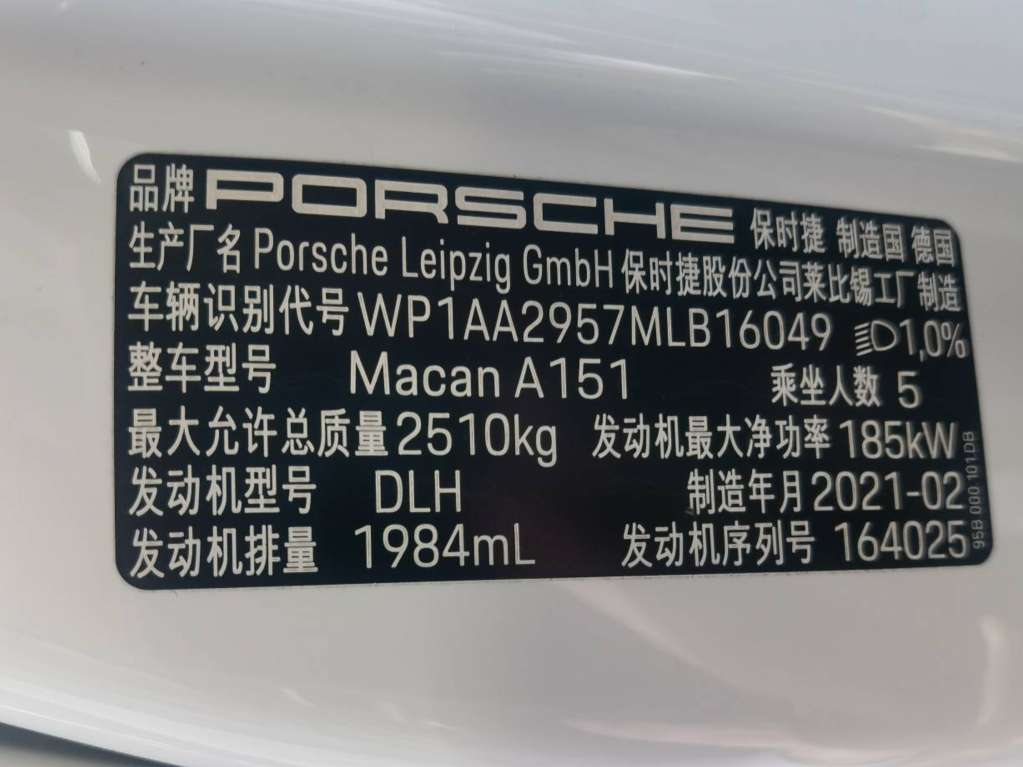 品牌 PORSCHE 保时捷 制造国 德国
生产厂名 Porsche Leipzig GmbH 保时捷股份公司莱比锡工厂制造
车辆识别代号 WP1AA2957MLB16049 1,0%
整车型号 Macan A151 乘坐人数 5
最大允许总质量 2510kg 发动机最大净功率 185kW
发动机型号 DLH 制造年月 2021-02
发动机排量 1984mL 发动机序列号 164025
95B 000 101 DB